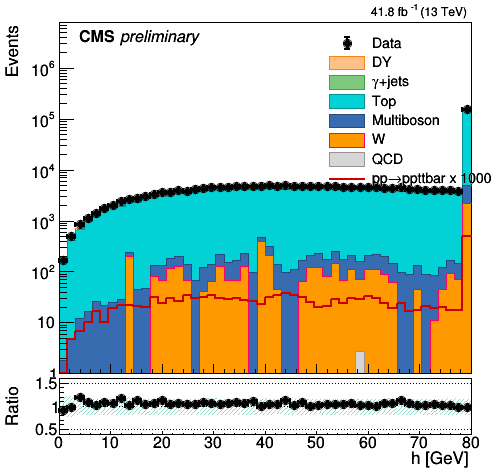 41.8 fb⁻¹ (13 TeV)
CMS preliminary
Events
10⁶
10⁵
10⁴
10³
10²
10
1
Data
DY
γ+jets
Top
Multiboson
W
QCD
pp→ppttbar x 1000
Ratio
1.5
1
0.5
0 10 20 30 40 50 60 70 80
h [GeV]